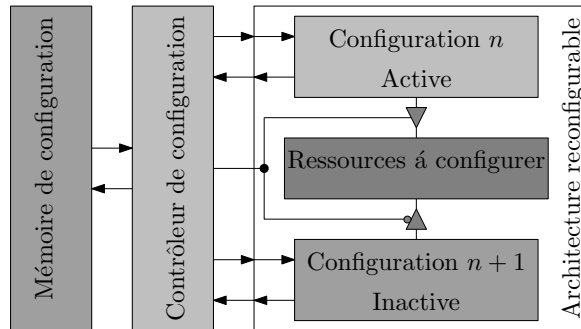 Mémoire de configuration
Contrôleur de configuration
Configuration n
Active
Ressources á configurer
Configuration n + 1
Inactive
Architecture reconfigurable